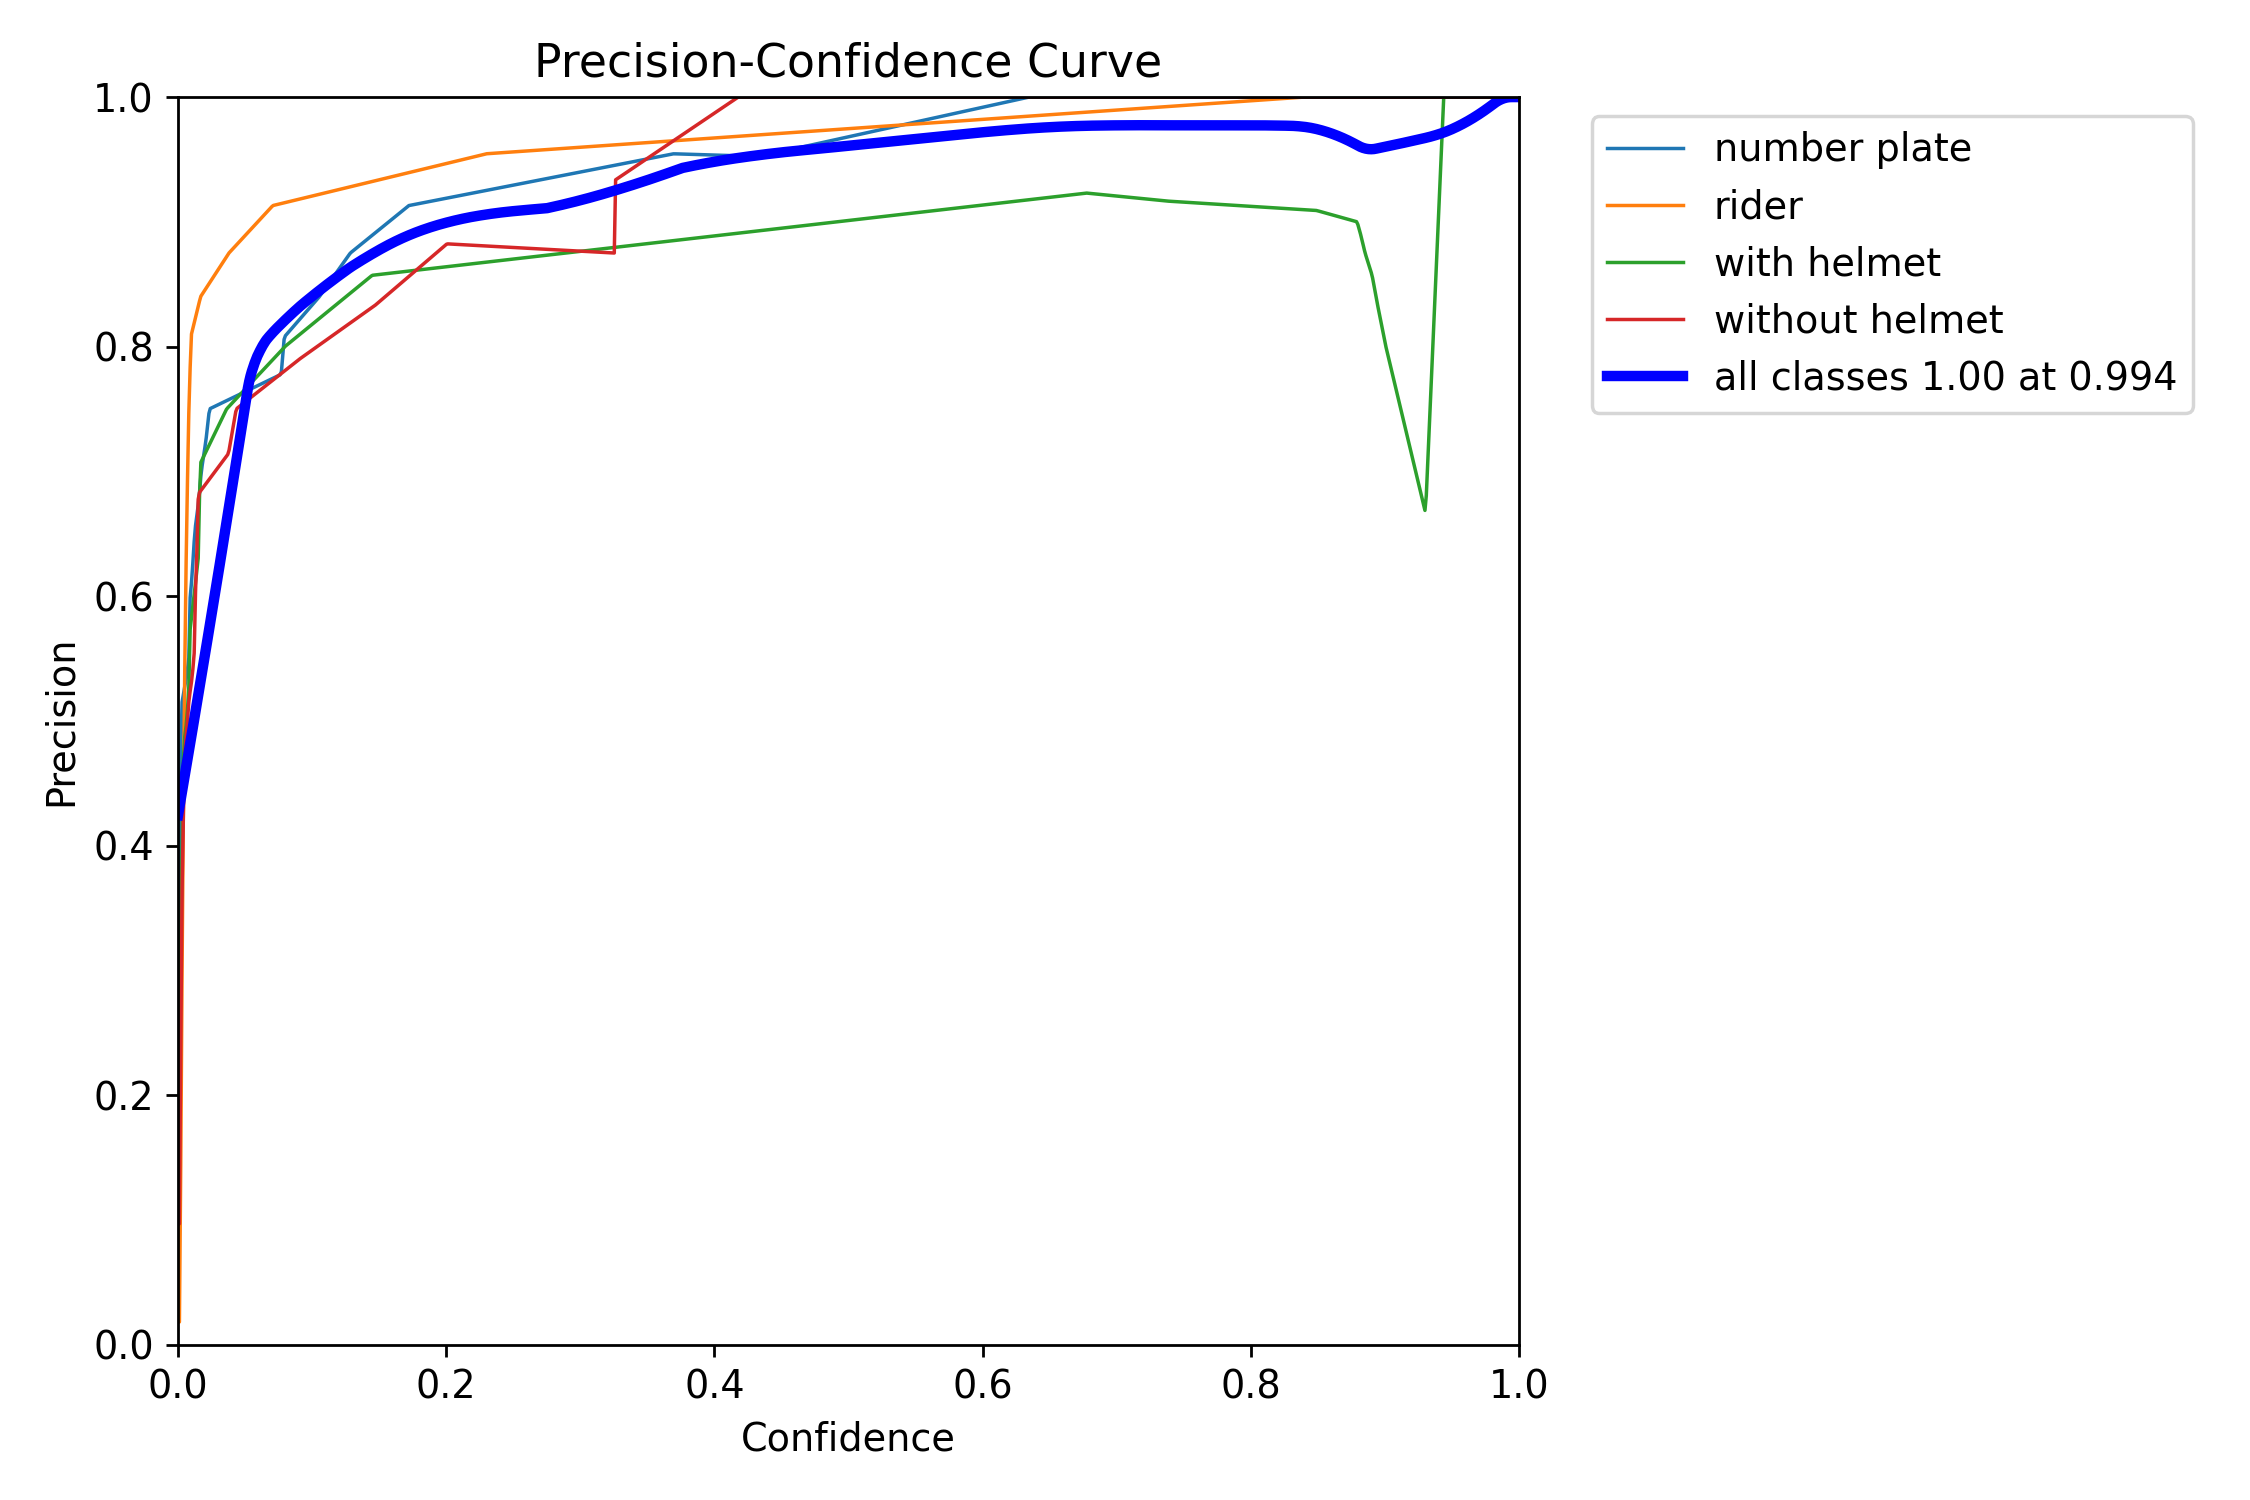 Precision-Confidence Curve
1.0
0.8
0.6
0.4
0.2
0.0
Precision
0.0 0.2 0.4 0.6 0.8 1.0
Confidence
number plate
rider
with helmet
without helmet
all classes 1.00 at 0.994